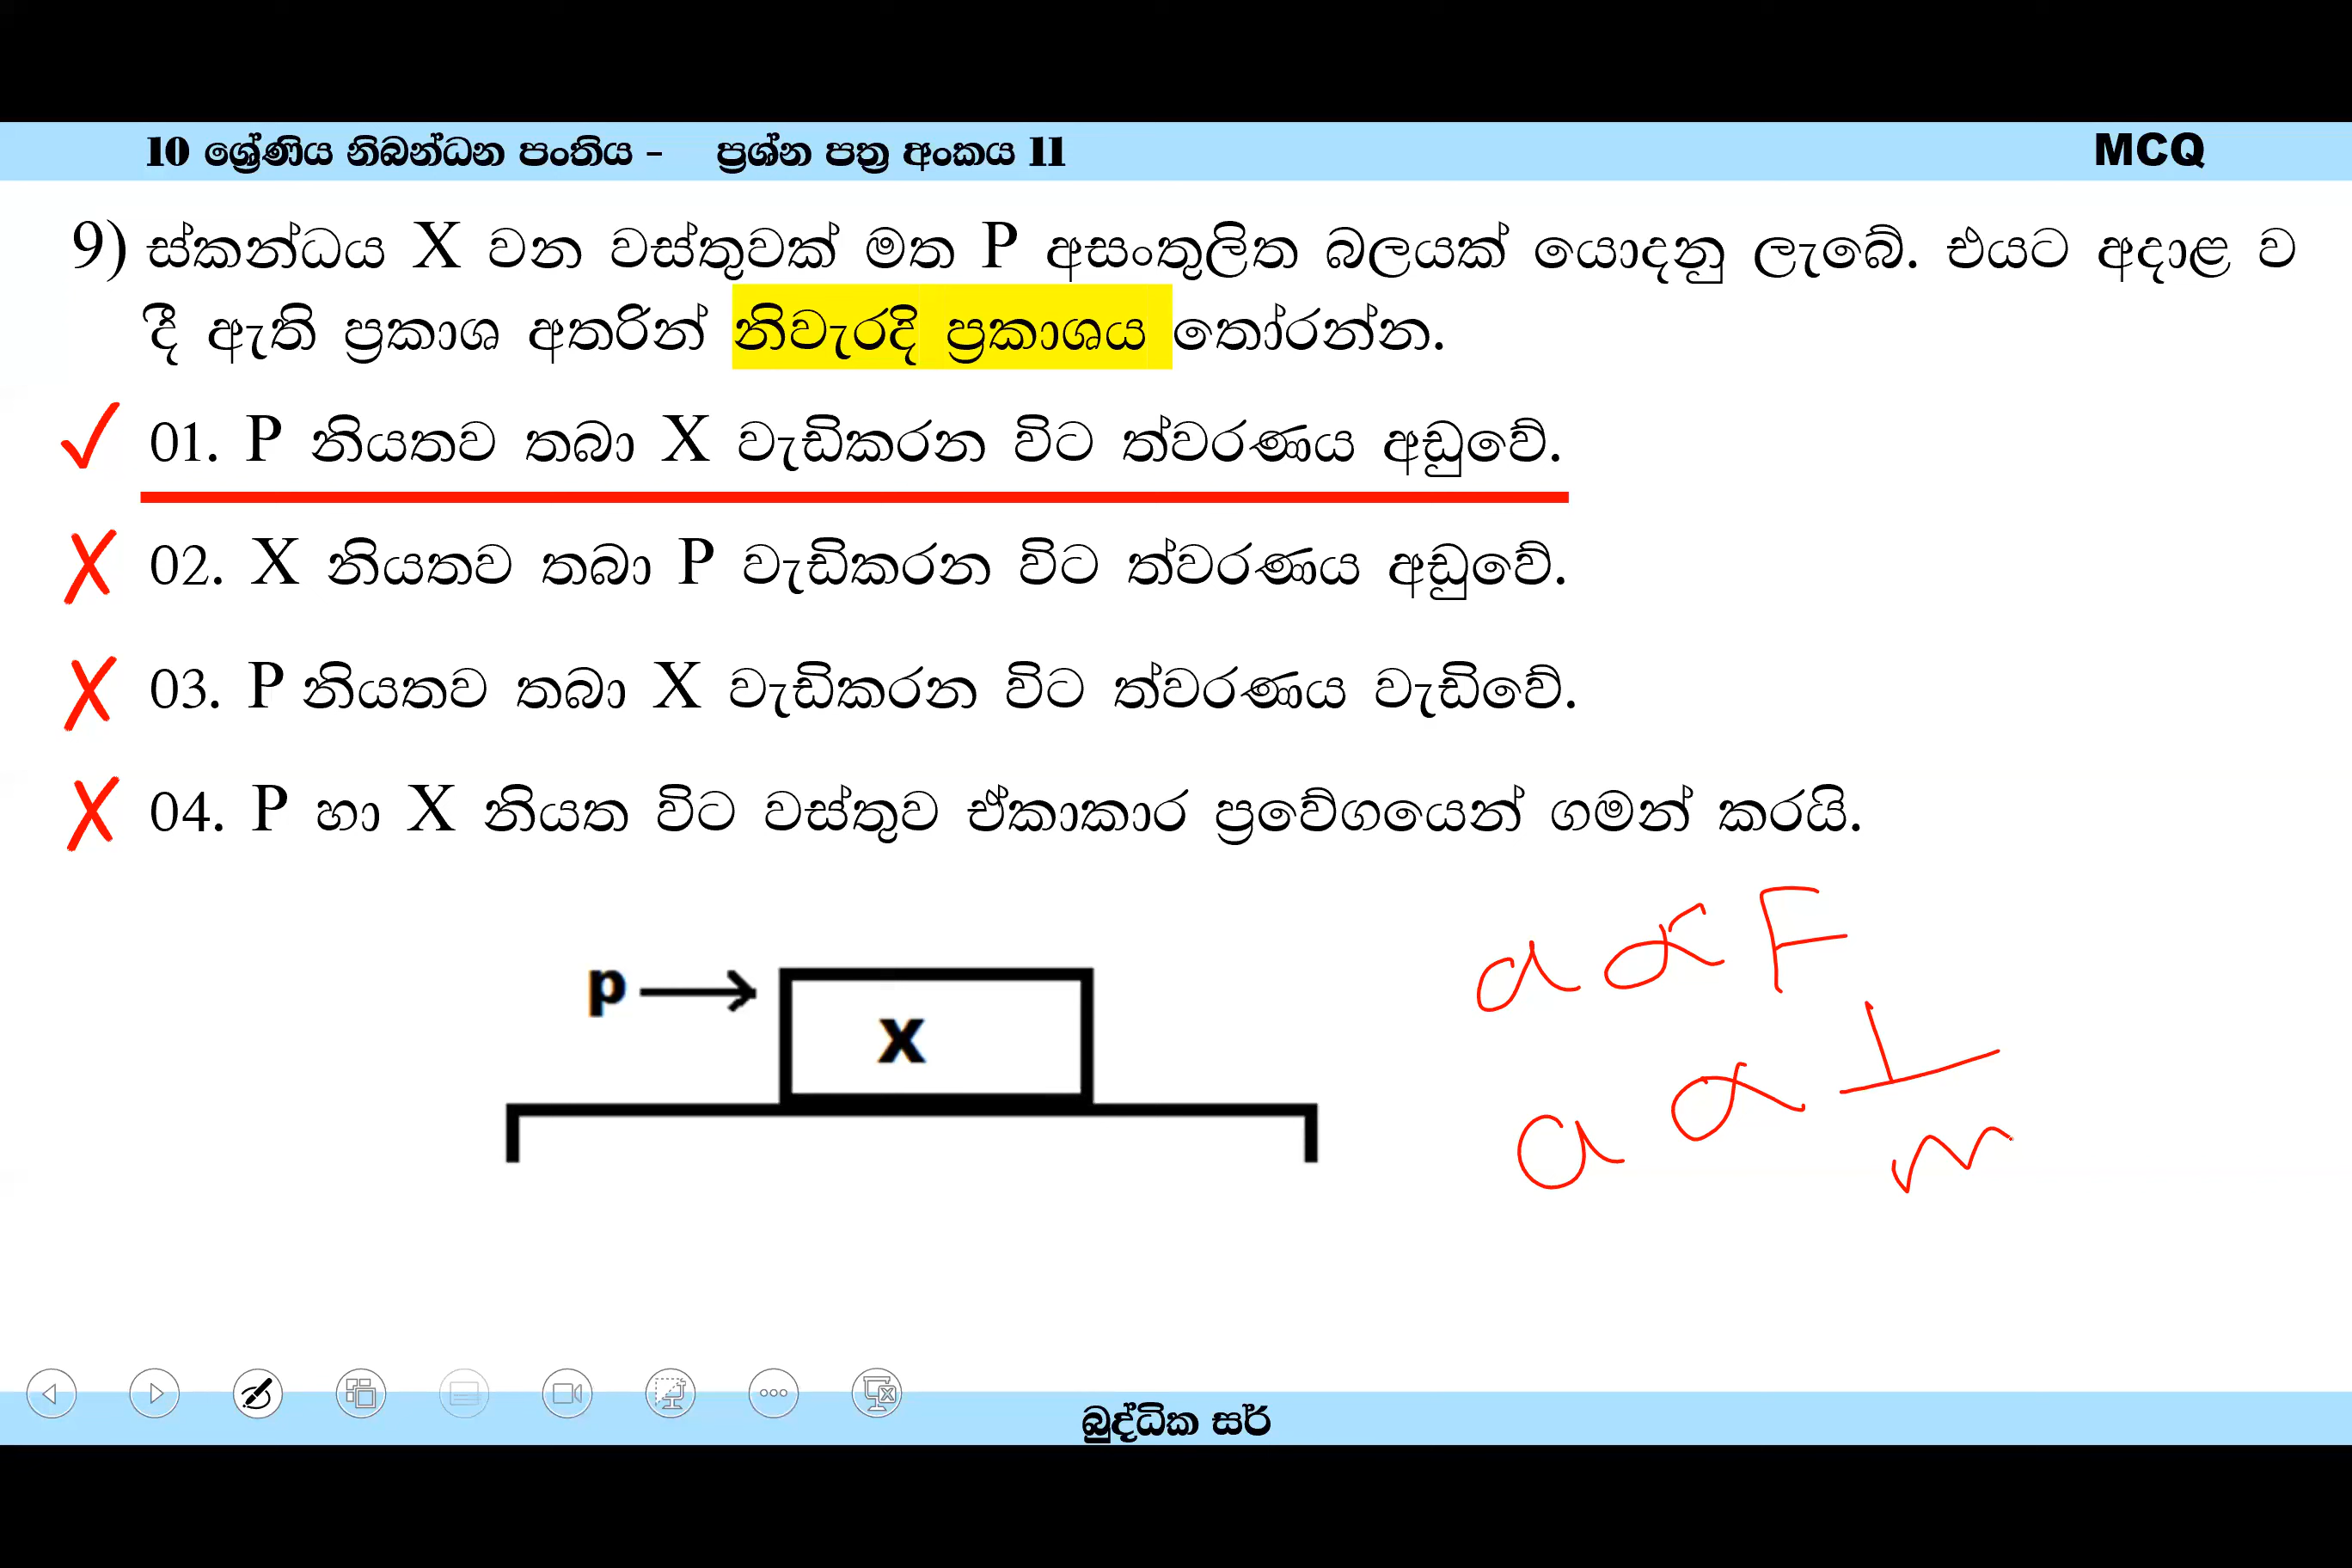 10 ශ්‍රේණිය නිබන්ධන පංතිය - ප්‍රශ්න පත්‍ර අංකය 11 MCQ
9) ස්කන්ධය X වන වස්තුවක් මත P අසංතුලිත බලයක් යොදනු ලැබේ. එයට අදාළ ව
දී ඇති ප්‍රකාශ අතරින් නිවැරදි ප්‍රකාශය තෝරන්න.
01. P නියතව තබා X වැඩිකරන විට ත්වරණය අඩුවේ.
02. X නියතව තබා P වැඩිකරන විට ත්වරණය අඩුවේ.
03. P නියතව තබා X වැඩිකරන විට ත්වරණය වැඩිවේ.
04. P හා X නියත විට වස්තුව ඒකාකාර ප්‍රවේගයෙන් ගමන් කරයි.
a ∝ F
p
X
a ∝ 1/m
බුද්ධික සර්